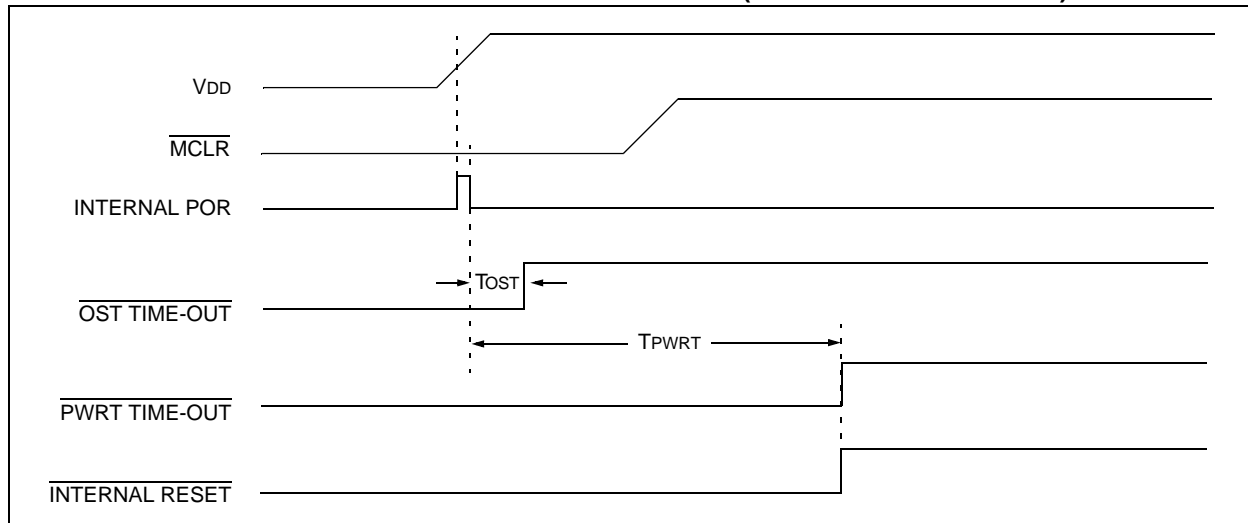 VDD
MCLR
INTERNAL POR
TOST
OST TIME-OUT
TPWRT
PWRT TIME-OUT
INTERNAL RESET